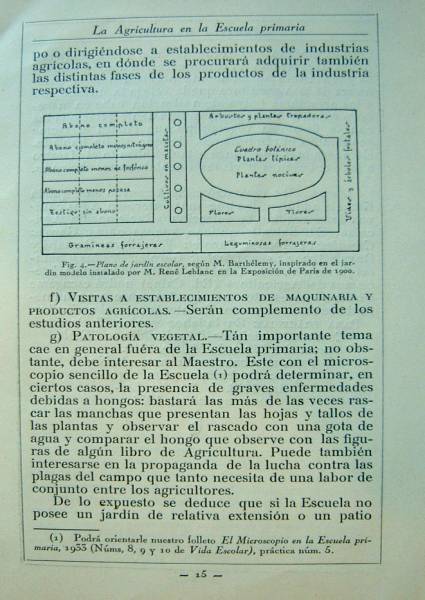 La Agricultura en la Escuela primaria
po o dirigiéndose a establecimientos de industrias
agrícolas, en dónde se procurará adquirir también
las distintas fases de los productos de la industria
respectiva.
Abono completo
Abono completo menos nitrógeno
Abono completo menos ac fosfórico
Abono completo menos potasa
Testigo sin abono
Cultivos en macetas
Arbustos y plantas trepadoras
Cuadro botánico
Plantas típicas
Plantas nocivas
Flores
Flores
Vides y árboles frutales
Gramíneas forrajeras
Leguminosas forrajeras
Fig. 4.—Plano de jardín escolar, según M. Barthélemy, inspirado en el jar-
dín modelo instalado por M. René Leblanc en la Exposición de París de 1900.
f) VISITAS A ESTABLECIMIENTOS DE MAQUINARIA Y
PRODUCTOS AGRÍCOLAS.—Serán complemento de los
estudios anteriores.
g) PATOLOGÍA VEGETAL.—Tán importante tema
cae en general fuéra de la Escuela primaria; no obs-
tante, debe interesar al Maestro. Este con el micros-
copio sencillo de la Escuela (1) podrá determinar, en
ciertos casos, la presencia de graves enfermedades
debidas a hongos: bastará las más de las veces ras-
car las manchas que presentan las hojas y tallos de
las plantas y observar el rascado con una gota de
agua y comparar el hongo que observe con las figu-
ras de algún libro de Agricultura. Puede también
interesarse en la propaganda de la lucha contra las
plagas del campo que tanto necesita de una labor de
conjunto entre los agricultores.
De lo expuesto se deduce que si la Escuela no
posee un jardín de relativa extensión o un patio
(1) Podrá orientarle nuestro folleto El Microscopio en la Escuela pri-
maria, 1933 (Núms, 8, 9 y 10 de Vida Escolar), práctica núm. 5.
— 15 —